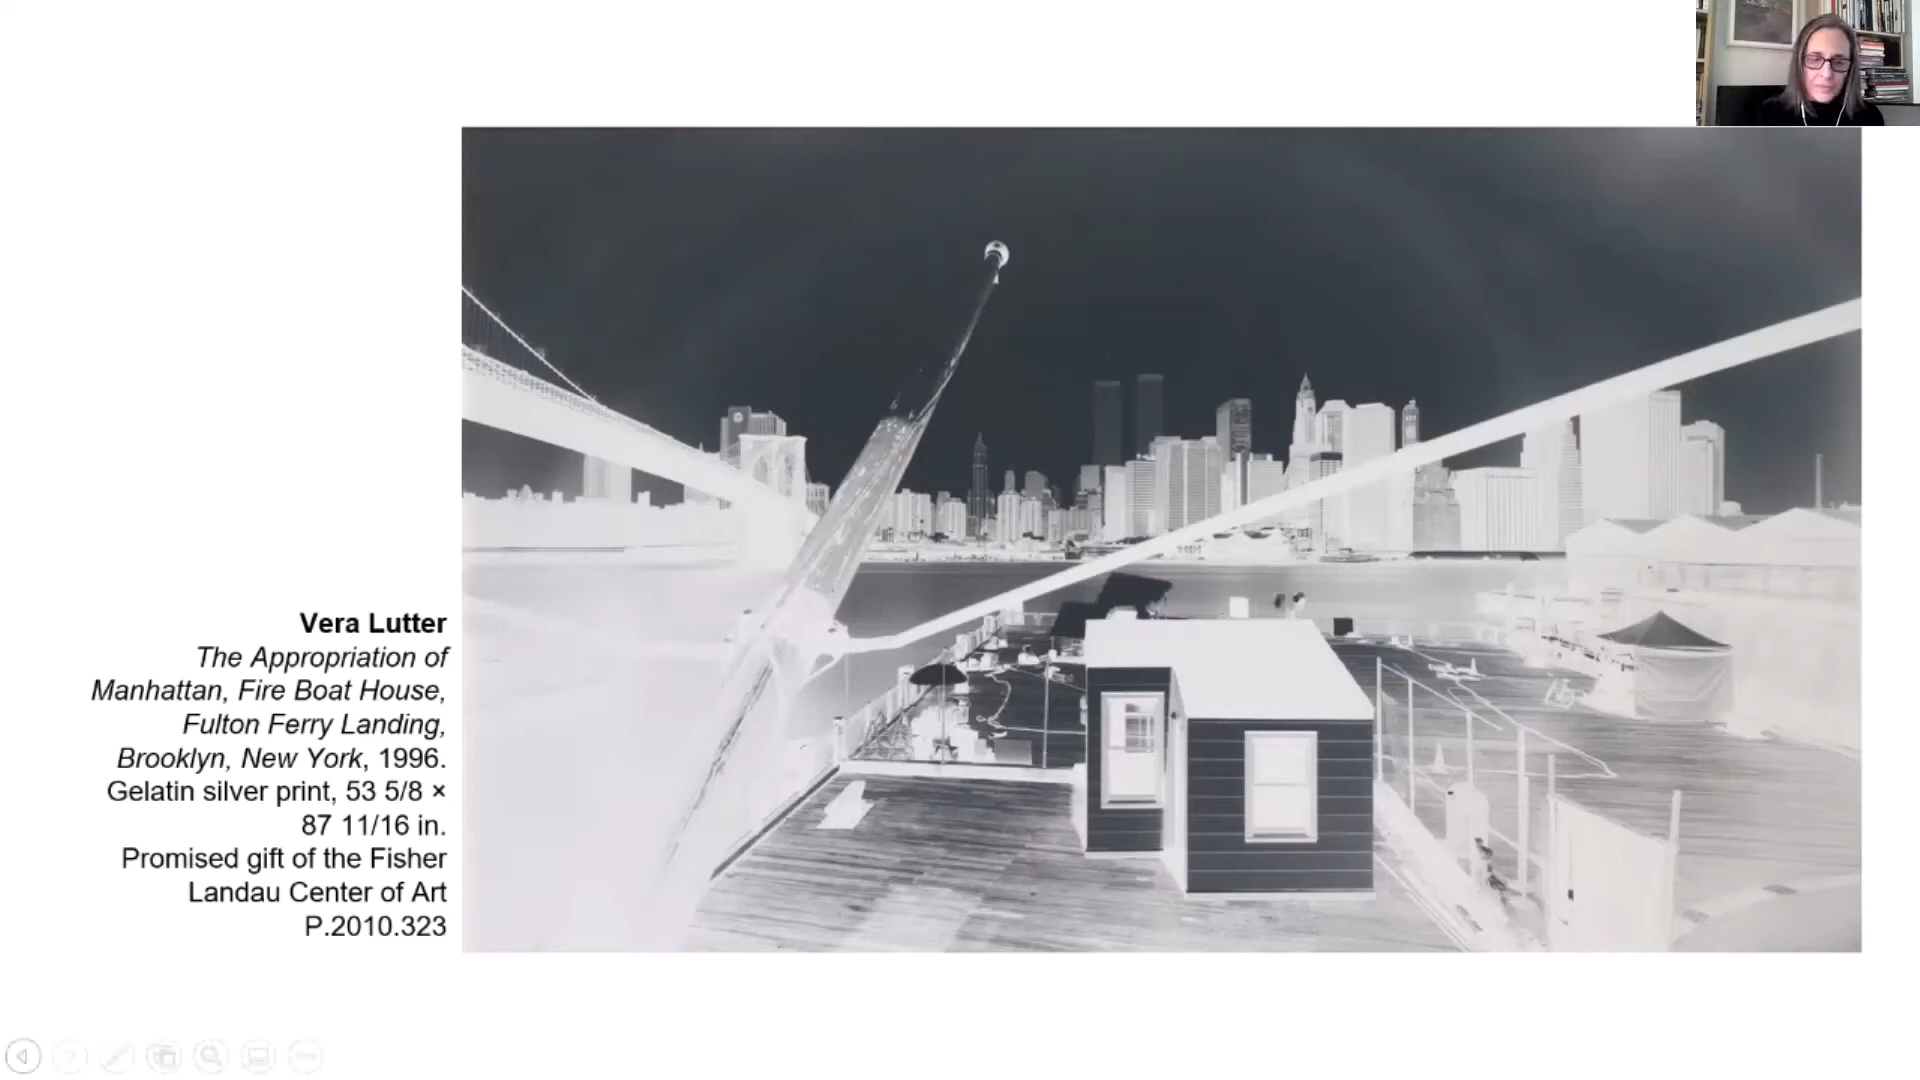 Vera Lutter
The Appropriation of
Manhattan, Fire Boat House,
Fulton Ferry Landing,
Brooklyn, New York, 1996.
Gelatin silver print, 53 5/8 ×
87 11/16 in.
Promised gift of the Fisher
Landau Center of Art
P.2010.323